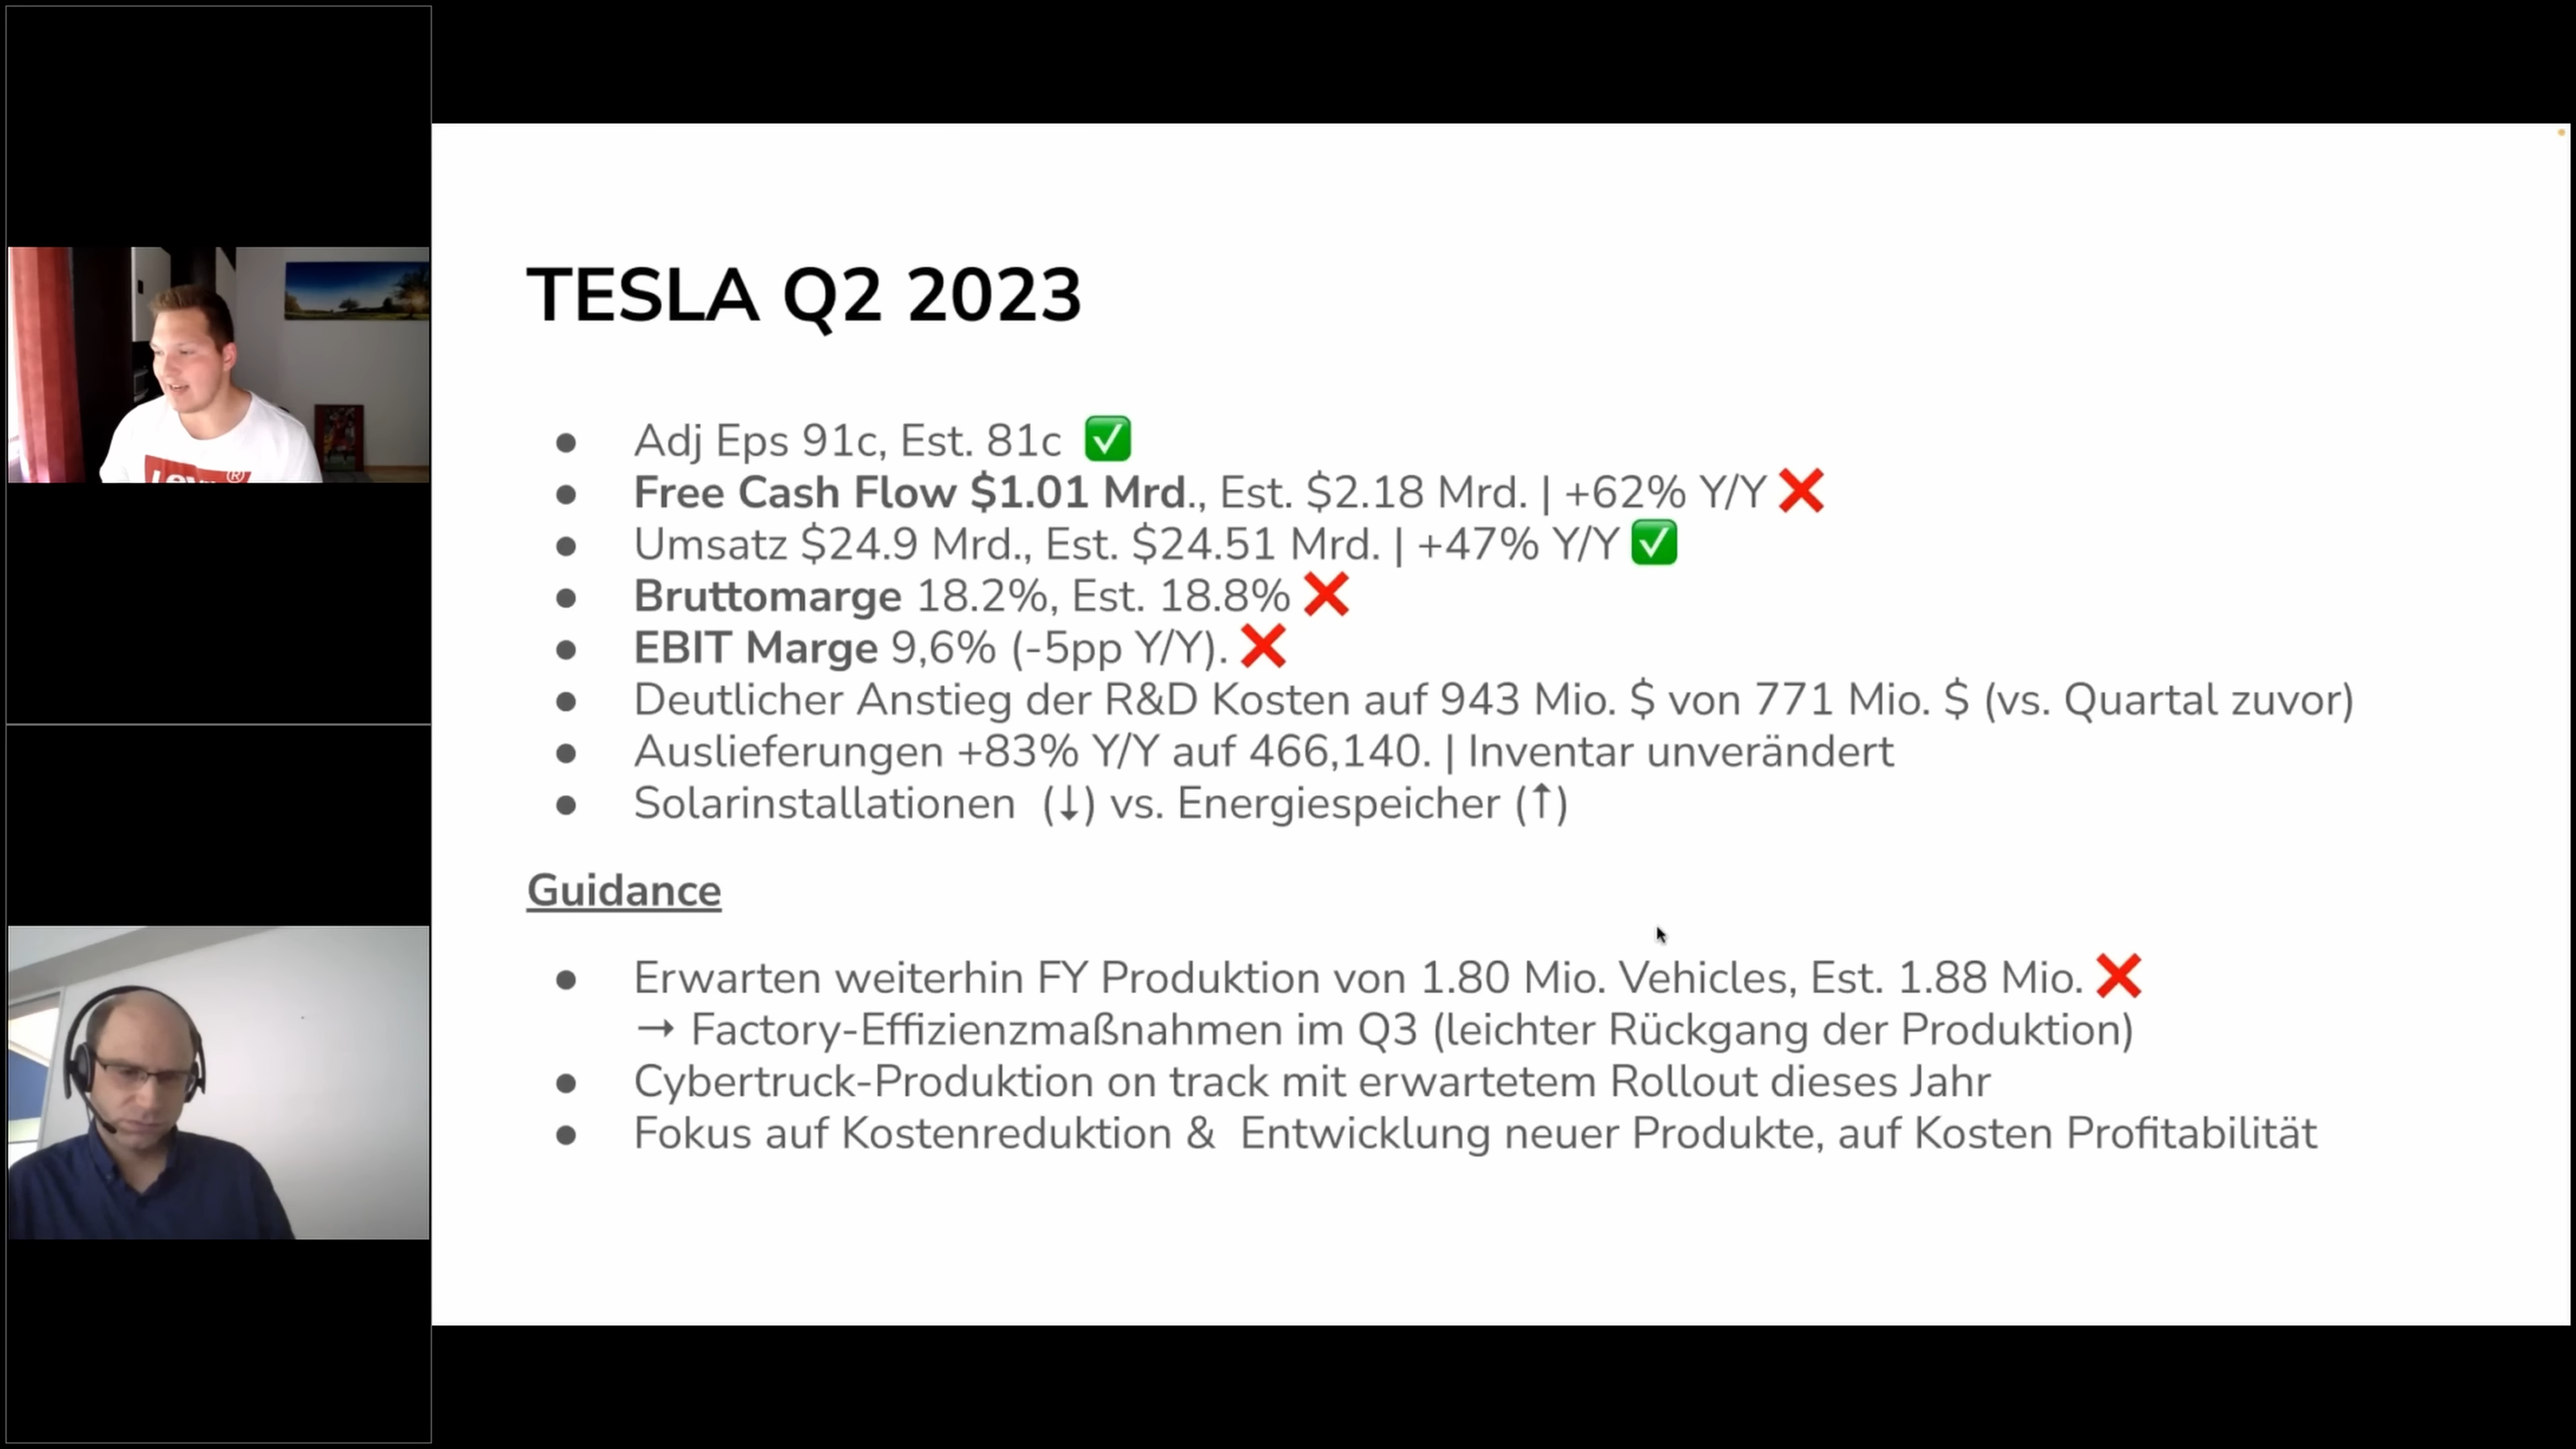 TESLA Q2 2023
● Adj Eps 91c, Est. 81c ✅
● Free Cash Flow $1.01 Mrd., Est. $2.18 Mrd. | +62% Y/Y ❌
● Umsatz $24.9 Mrd., Est. $24.51 Mrd. | +47% Y/Y ✅
● Bruttomarge 18.2%, Est. 18.8% ❌
● EBIT Marge 9,6% (-5pp Y/Y). ❌
● Deutlicher Anstieg der R&D Kosten auf 943 Mio. $ von 771 Mio. $ (vs. Quartal zuvor)
● Auslieferungen +83% Y/Y auf 466,140. | Inventar unverändert
● Solarinstallationen (↓) vs. Energiespeicher (↑)
Guidance
● Erwarten weiterhin FY Produktion von 1.80 Mio. Vehicles, Est. 1.88 Mio. ❌
→ Factory-Effizienzmaßnahmen im Q3 (leichter Rückgang der Produktion)
● Cybertruck-Produktion on track mit erwartetem Rollout dieses Jahr
● Fokus auf Kostenreduktion & Entwicklung neuer Produkte, auf Kosten Profitabilität